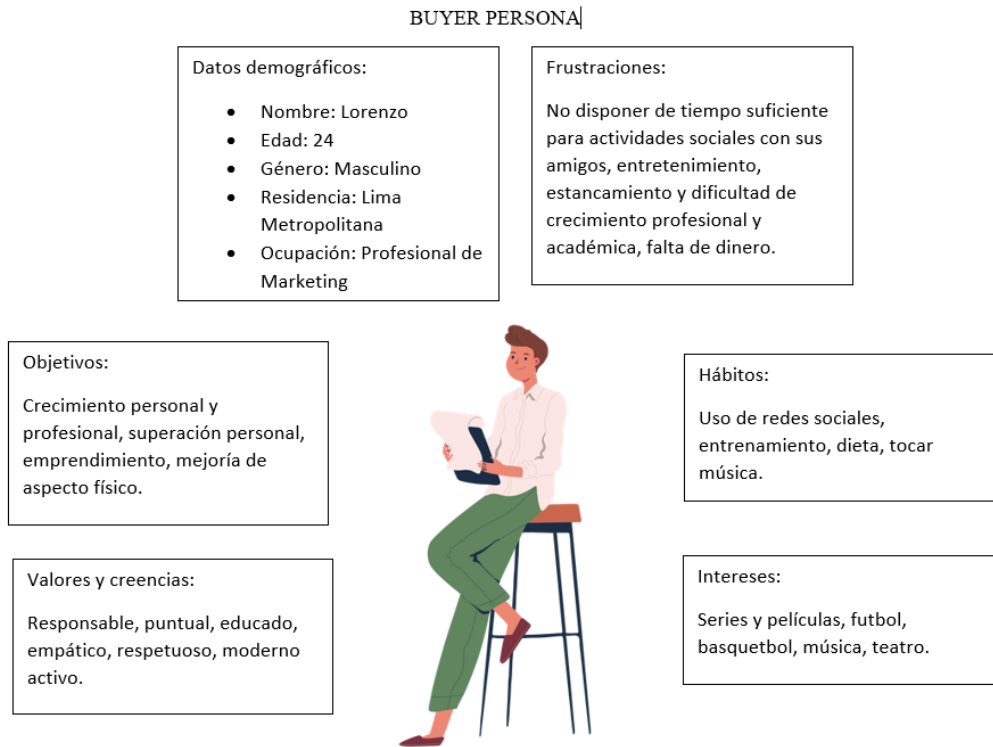 BUYER PERSONA
Datos demográficos:
• Nombre: Lorenzo
• Edad: 24
• Género: Masculino
• Residencia: Lima
Metropolitana
• Ocupación: Profesional de
Marketing
Frustraciones:
No disponer de tiempo suficiente
para actividades sociales con sus
amigos, entretenimiento,
estancamiento y dificultad de
crecimiento profesional y
académica, falta de dinero.
Objetivos:
Crecimiento personal y
profesional, superación personal,
emprendimiento, mejoría de
aspecto físico.
Hábitos:
Uso de redes sociales,
entrenamiento, dieta, tocar
música.
Valores y creencias:
Responsable, puntual, educado,
empático, respetuoso, moderno
activo.
Intereses:
Series y películas, futbol,
basquetbol, música, teatro.